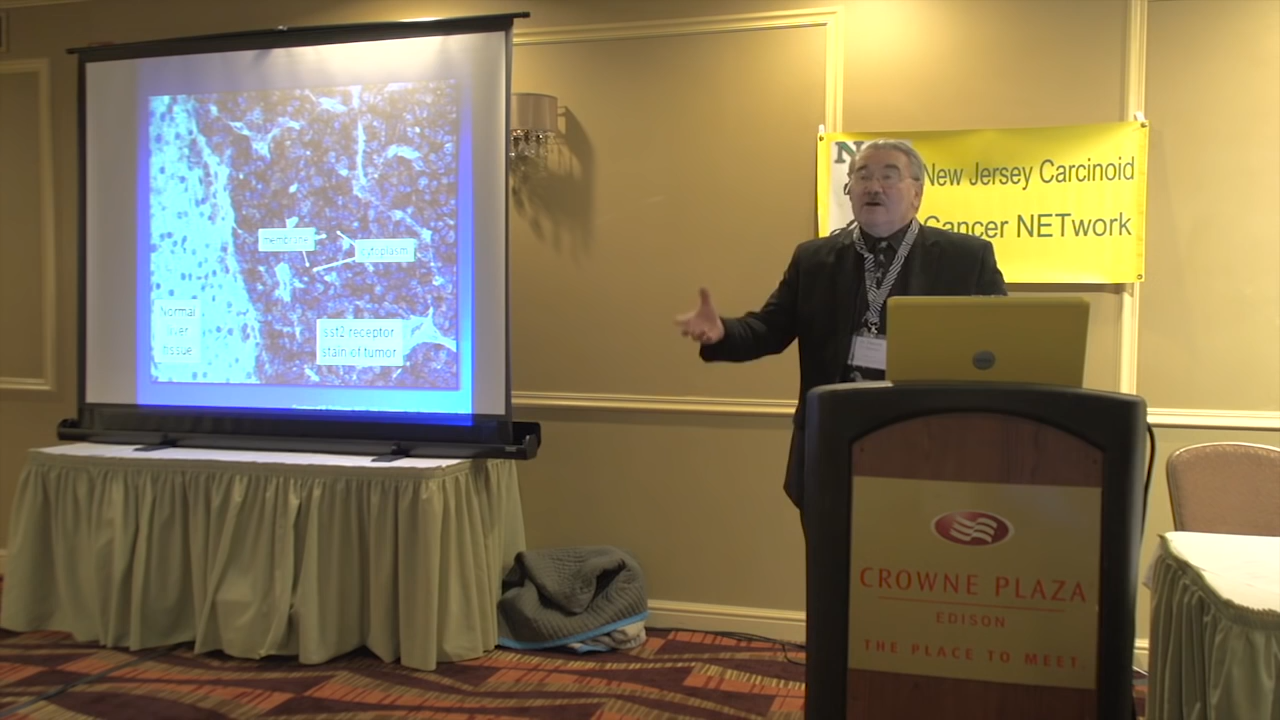 membrane
cytoplasm
Normal
liver
tissue
sst2 receptor
stain of tumor
New Jersey Carcinoid
Cancer NETwork
CROWNE PLAZA
EDISON
THE PLACE TO MEET.